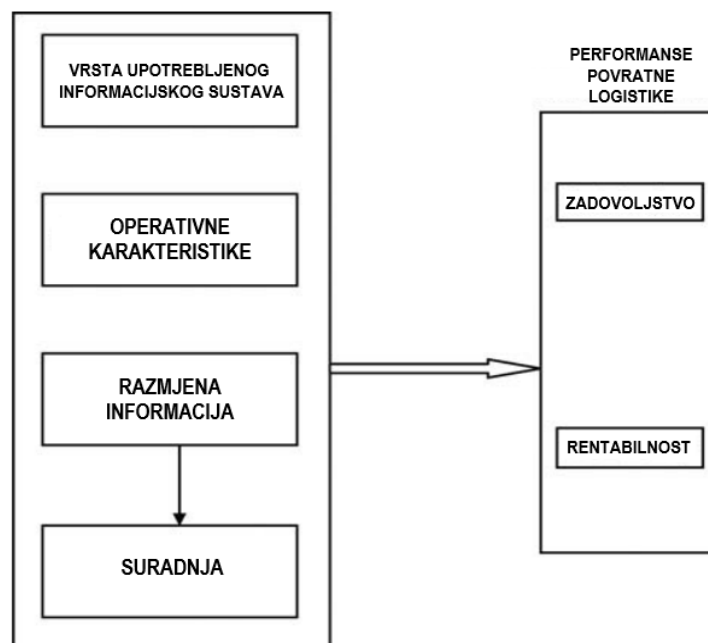 VRSTA UPOTREBLJENOG
INFORMACIJSKOG SUSTAVA
OPERATIVNE
KARAKTERISTIKE
RAZMJENA
INFORMACIJA
SURADNJA
PERFORMANSE
POVRATNE
LOGISTIKE
ZADOVOLJSTVO
RENTABILNOST